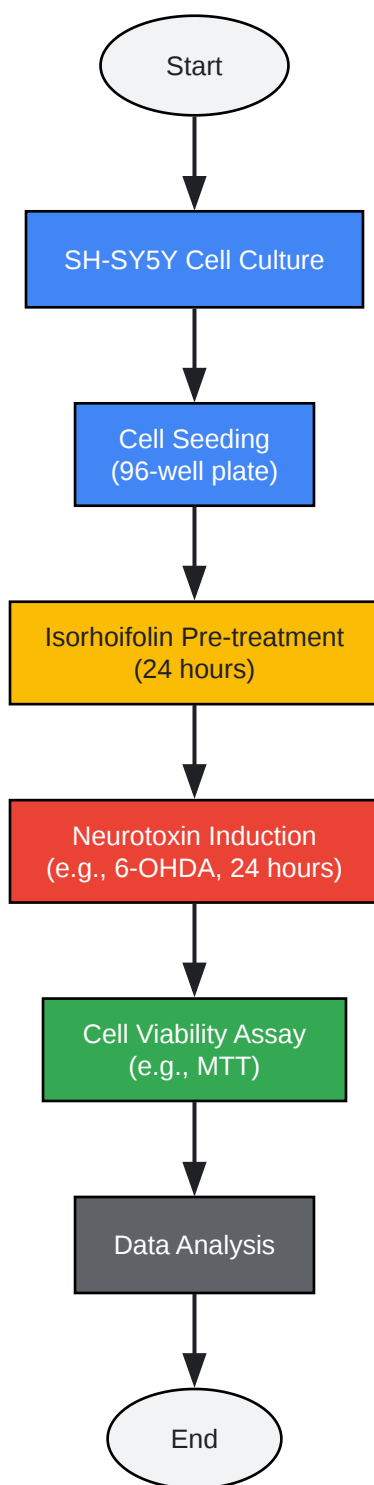 Start
SH-SY5Y Cell Culture
Cell Seeding
(96-well plate)
Isorhoifolin Pre-treatment
(24 hours)
Neurotoxin Induction
(e.g., 6-OHDA, 24 hours)
Cell Viability Assay
(e.g., MTT)
Data Analysis
End